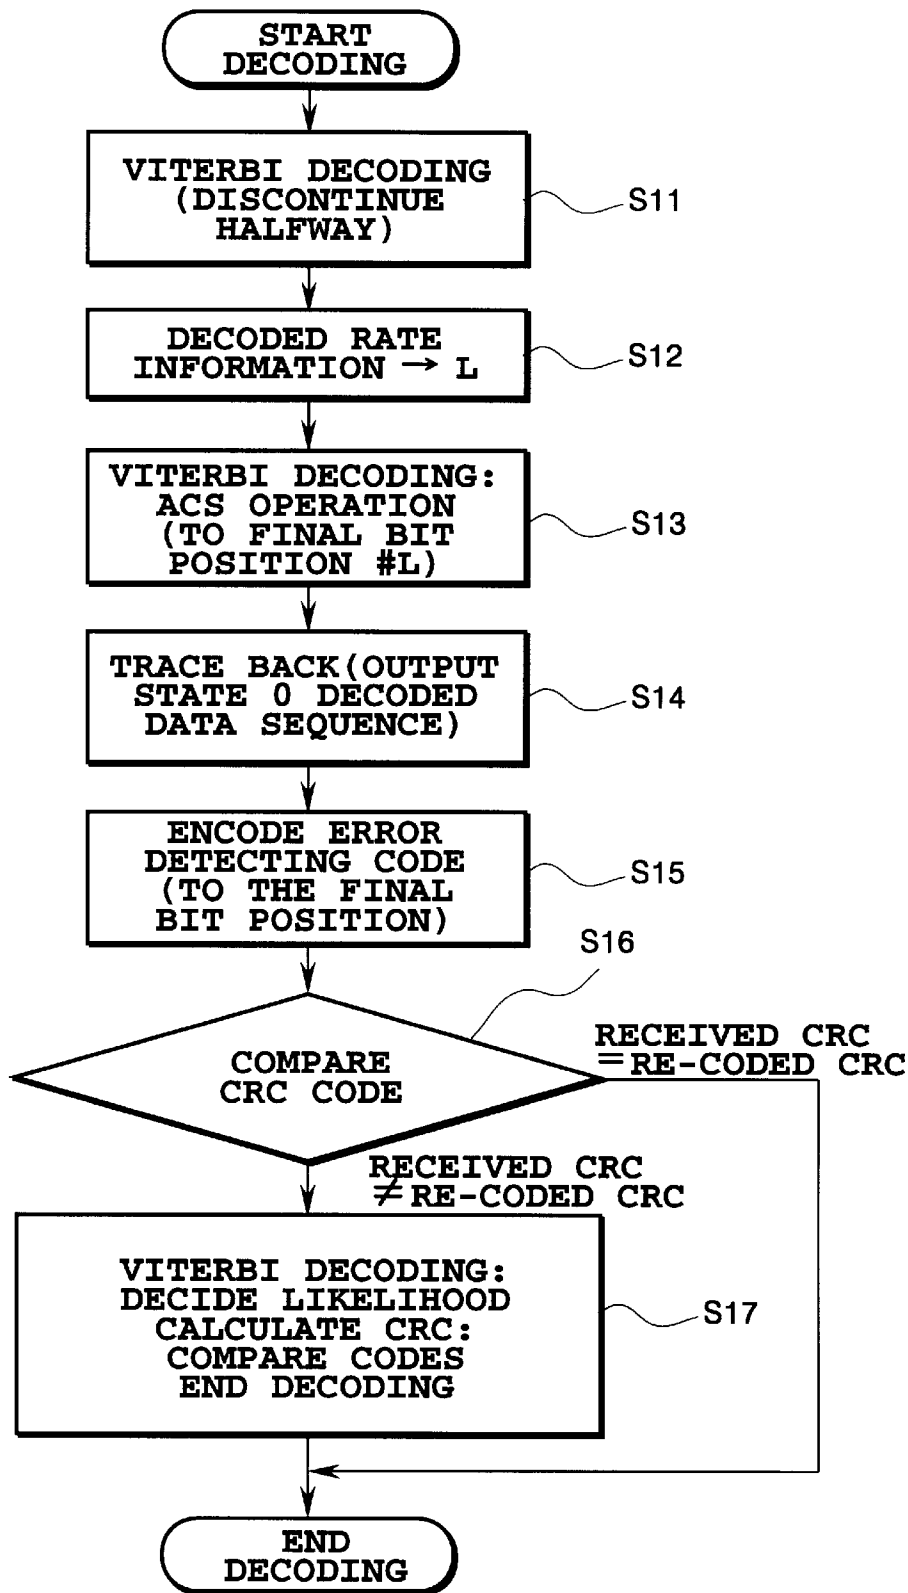 START
DECODING
VITERBI DECODING
(DISCONTINUE
HALFWAY)
S11
DECODED RATE
INFORMATION → L
S12
VITERBI DECODING:
ACS OPERATION
(TO FINAL BIT
POSITION #L)
S13
TRACE BACK(OUTPUT
STATE 0 DECODED
DATA SEQUENCE)
S14
ENCODE ERROR
DETECTING CODE
(TO THE FINAL
BIT POSITION)
S15
S16
COMPARE
CRC CODE
RECEIVED CRC
=RE-CODED CRC
RECEIVED CRC
≠RE-CODED CRC
VITERBI DECODING:
DECIDE LIKELIHOOD
CALCULATE CRC:
COMPARE CODES
END DECODING
S17
END
DECODING